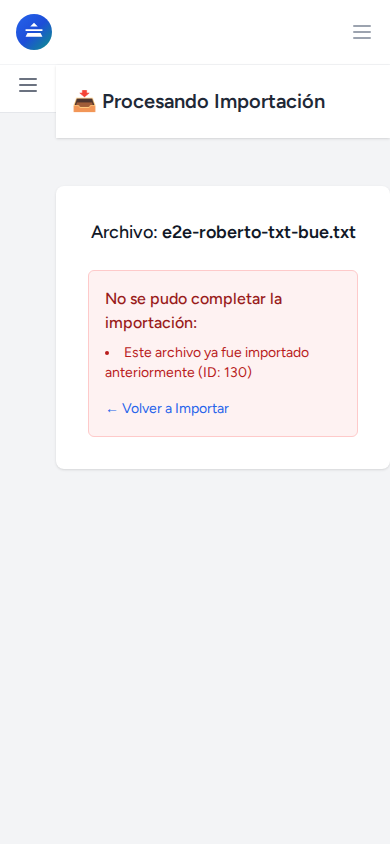 📥 Procesando Importación
Archivo: e2e-roberto-txt-bue.txt
No se pudo completar la
importación:
• Este archivo ya fue importado
anteriormente (ID: 130)
← Volver a Importar